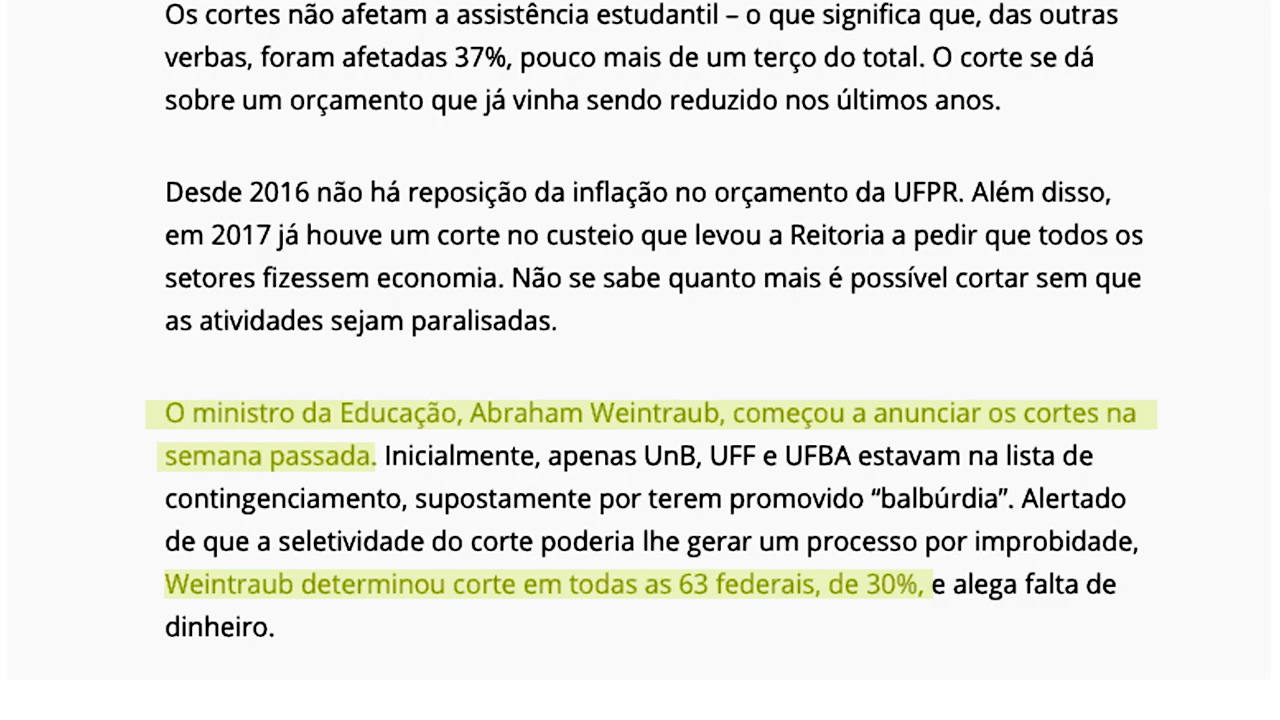 Os cortes não afetam a assistência estudantil – o que significa que, das outras
verbas, foram afetadas 37%, pouco mais de um terço do total. O corte se dá
sobre um orçamento que já vinha sendo reduzido nos últimos anos.
Desde 2016 não há reposição da inflação no orçamento da UFPR. Além disso,
em 2017 já houve um corte no custeio que levou a Reitoria a pedir que todos os
setores fizessem economia. Não se sabe quanto mais é possível cortar sem que
as atividades sejam paralisadas.
O ministro da Educação, Abraham Weintraub, começou a anunciar os cortes na
semana passada. Inicialmente, apenas UnB, UFF e UFBA estavam na lista de
contingenciamento, supostamente por terem promovido “balbúrdia”. Alertado
de que a seletividade do corte poderia lhe gerar um processo por improbidade,
Weintraub determinou corte em todas as 63 federais, de 30%, e alega falta de
dinheiro.